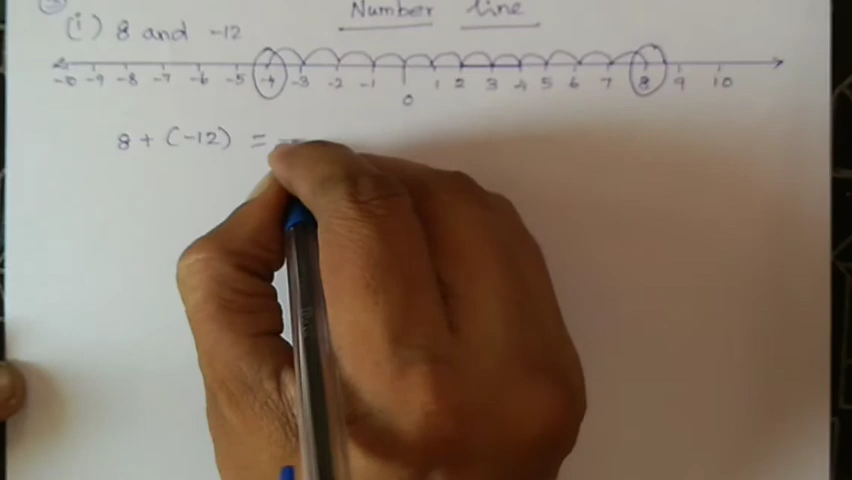 Number line
(i) 8 and -12
-9 -8 -7 -6 -5 -4 -3 -2 -1 0 1 2 3 4 5 6 7 8 9 10
8 + (-12) =